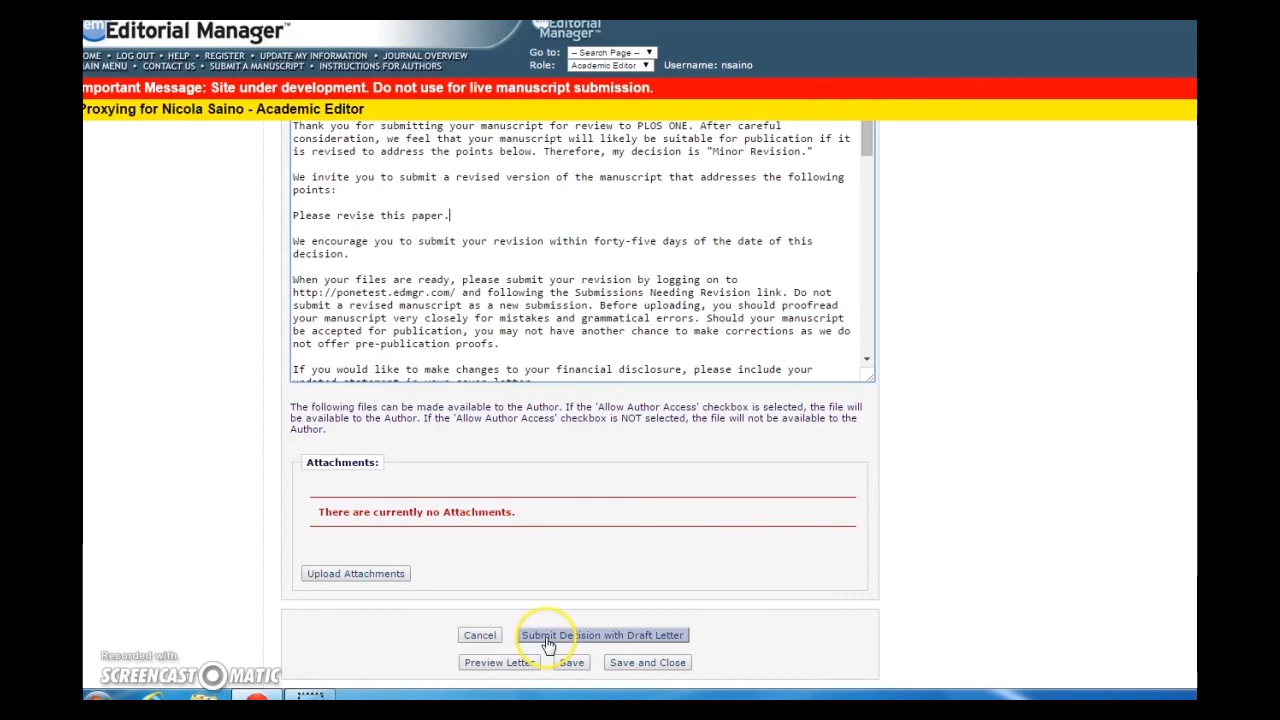 em Editorial Manager™
Editorial
Manager™
OME • LOG OUT • HELP • REGISTER • UPDATE MY INFORMATION • JOURNAL OVERVIEW
AIN MENU • CONTACT US • SUBMIT A MANUSCRIPT • INSTRUCTIONS FOR AUTHORS
Go to: -- Search Page --
Role: Academic Editor Username: nsaino
mportant Message: Site under development. Do not use for live manuscript submission.
Proxying for Nicola Saino - Academic Editor
Thank you for submitting your manuscript for review to PLOS ONE. After careful
consideration, we feel that your manuscript will likely be suitable for publication if it
is revised to address the points below. Therefore, my decision is "Minor Revision."
We invite you to submit a revised version of the manuscript that addresses the following
points:
Please revise this paper.
We encourage you to submit your revision within forty-five days of the date of this
decision.
When your files are ready, please submit your revision by logging on to
http://ponetest.edmgr.com/ and following the Submissions Needing Revision link. Do not
submit a revised manuscript as a new submission. Before uploading, you should proofread
your manuscript very closely for mistakes and grammatical errors. Should your manuscript
be accepted for publication, you may not have another chance to make corrections as we do
not offer pre-publication proofs.
If you would like to make changes to your financial disclosure, please include your
updated statement in your cover letter.
The following files can be made available to the Author. If the 'Allow Author Access' checkbox is selected, the file will
be available to the Author. If the 'Allow Author Access' checkbox is NOT selected, the file will not be available to the
Author.
Attachments:
There are currently no Attachments.
Upload Attachments
Cancel Submit Decision with Draft Letter
Preview Letter Save Save and Close
Recorded with
SCREENCAST-O-MATIC